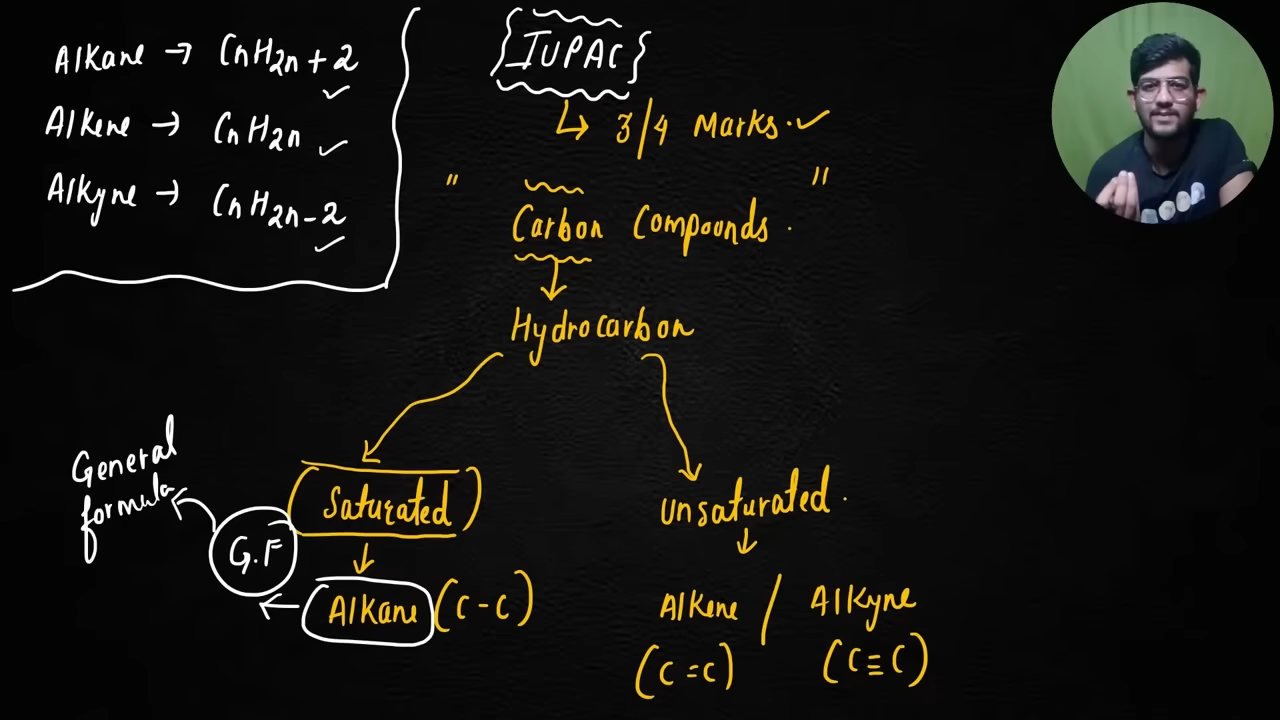 Alkane → CnH2n+2
Alkene → CnH2n
Alkyne → CnH2n-2
{IUPAC}
↳ 3/4 Marks.
" Carbon Compounds. "
Hydrocarbon
General
formula
G.F
(Saturated)
Alkane (C-C)
Unsaturated.
Alkene / Alkyne
(C=C) (C≡C)